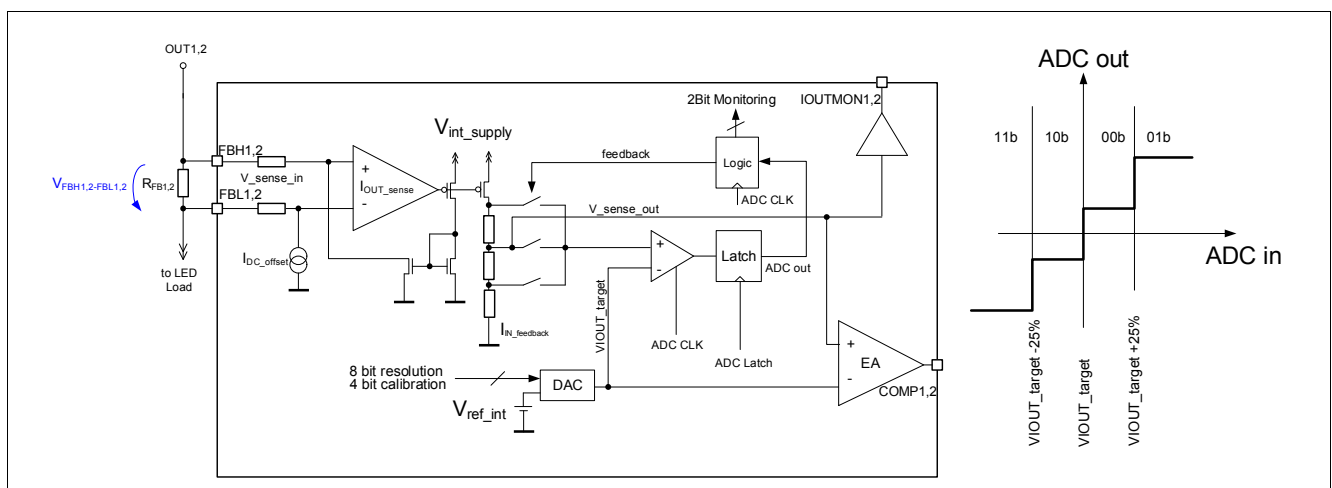 OUT1,2
FBH1,2
V_sense_in
V_FBH1,2-FBL1,2
R_FB1,2
FBL1,2
I_DC_offset
to LED
Load
+
I_OUT_sense
-
V_int_supply
2Bit Monitoring
feedback
Logic
ADC CLK
IOUTMON1,2
V_sense_out
+
-
Latch
ADC out
ADC CLK
ADC Latch
VIOUT_target
I_IN_feedback
8 bit resolution
4 bit calibration
DAC
V_ref_int
+
EA
-
COMP1,2
ADC out
11b
10b
00b
01b
ADC in
VIOUT_target -25%
VIOUT_target
VIOUT_target +25%